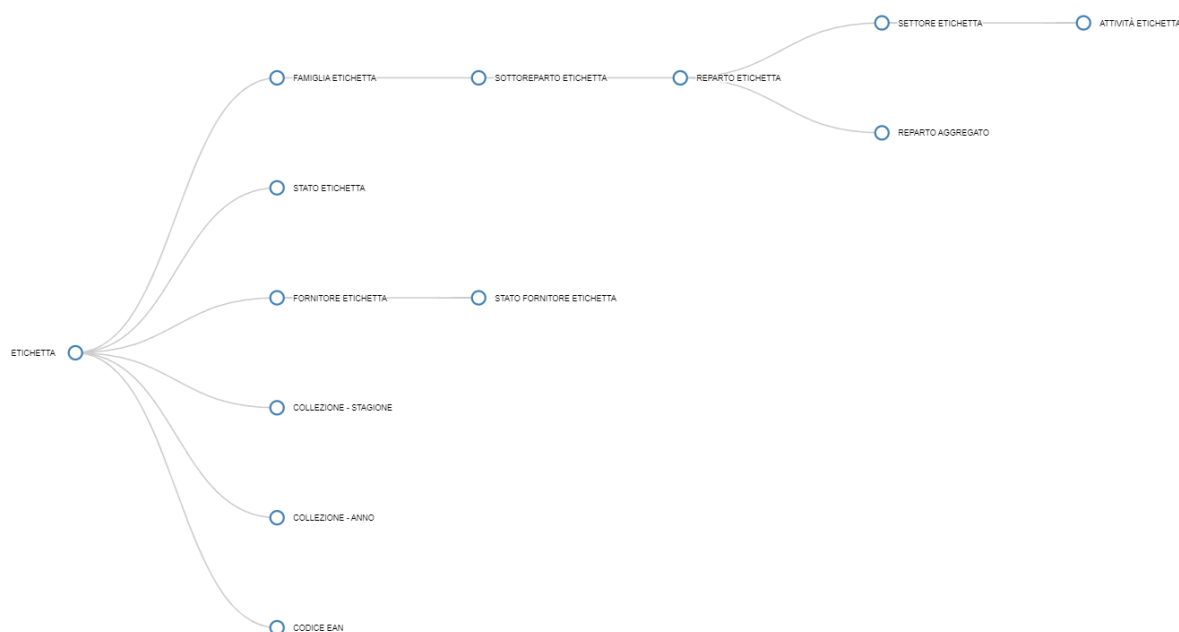 SETTORE ETICHETTA
ATTIVITÀ ETICHETTA
FAMIGLIA ETICHETTA
SOTTOREPARTO ETICHETTA
REPARTO ETICHETTA
REPARTO AGGREGATO
STATO ETICHETTA
FORNITORE ETICHETTA
STATO FORNITORE ETICHETTA
ETICHETTA
COLLEZIONE - STAGIONE
COLLEZIONE - ANNO
CODICE EAN